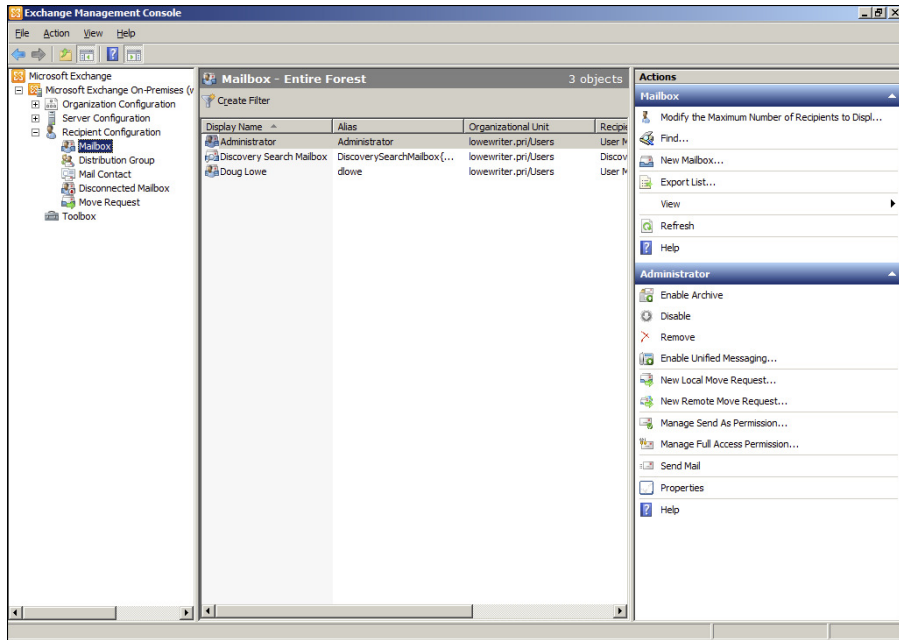 Exchange Management Console
File Action View Help
Microsoft Exchange
Microsoft Exchange On-Premises (v
Organization Configuration
Server Configuration
Recipient Configuration
Mailbox
Distribution Group
Mail Contact
Disconnected Mailbox
Move Request
Toolbox
Mailbox - Entire Forest 3 objects
Create Filter
Display Name Alias Organizational Unit Recipie
Administrator Administrator lowewriter.pri/Users User M
Discovery Search Mailbox DiscoverySearchMailbox{... lowewriter.pri/Users Discov
Doug Lowe dlowe lowewriter.pri/Users User M
Actions
Mailbox
Modify the Maximum Number of Recipients to Displ...
Find...
New Mailbox...
Export List...
View
Refresh
Help
Administrator
Enable Archive
Disable
Remove
Enable Unified Messaging...
New Local Move Request...
New Remote Move Request...
Manage Send As Permission...
Manage Full Access Permission...
Send Mail
Properties
Help